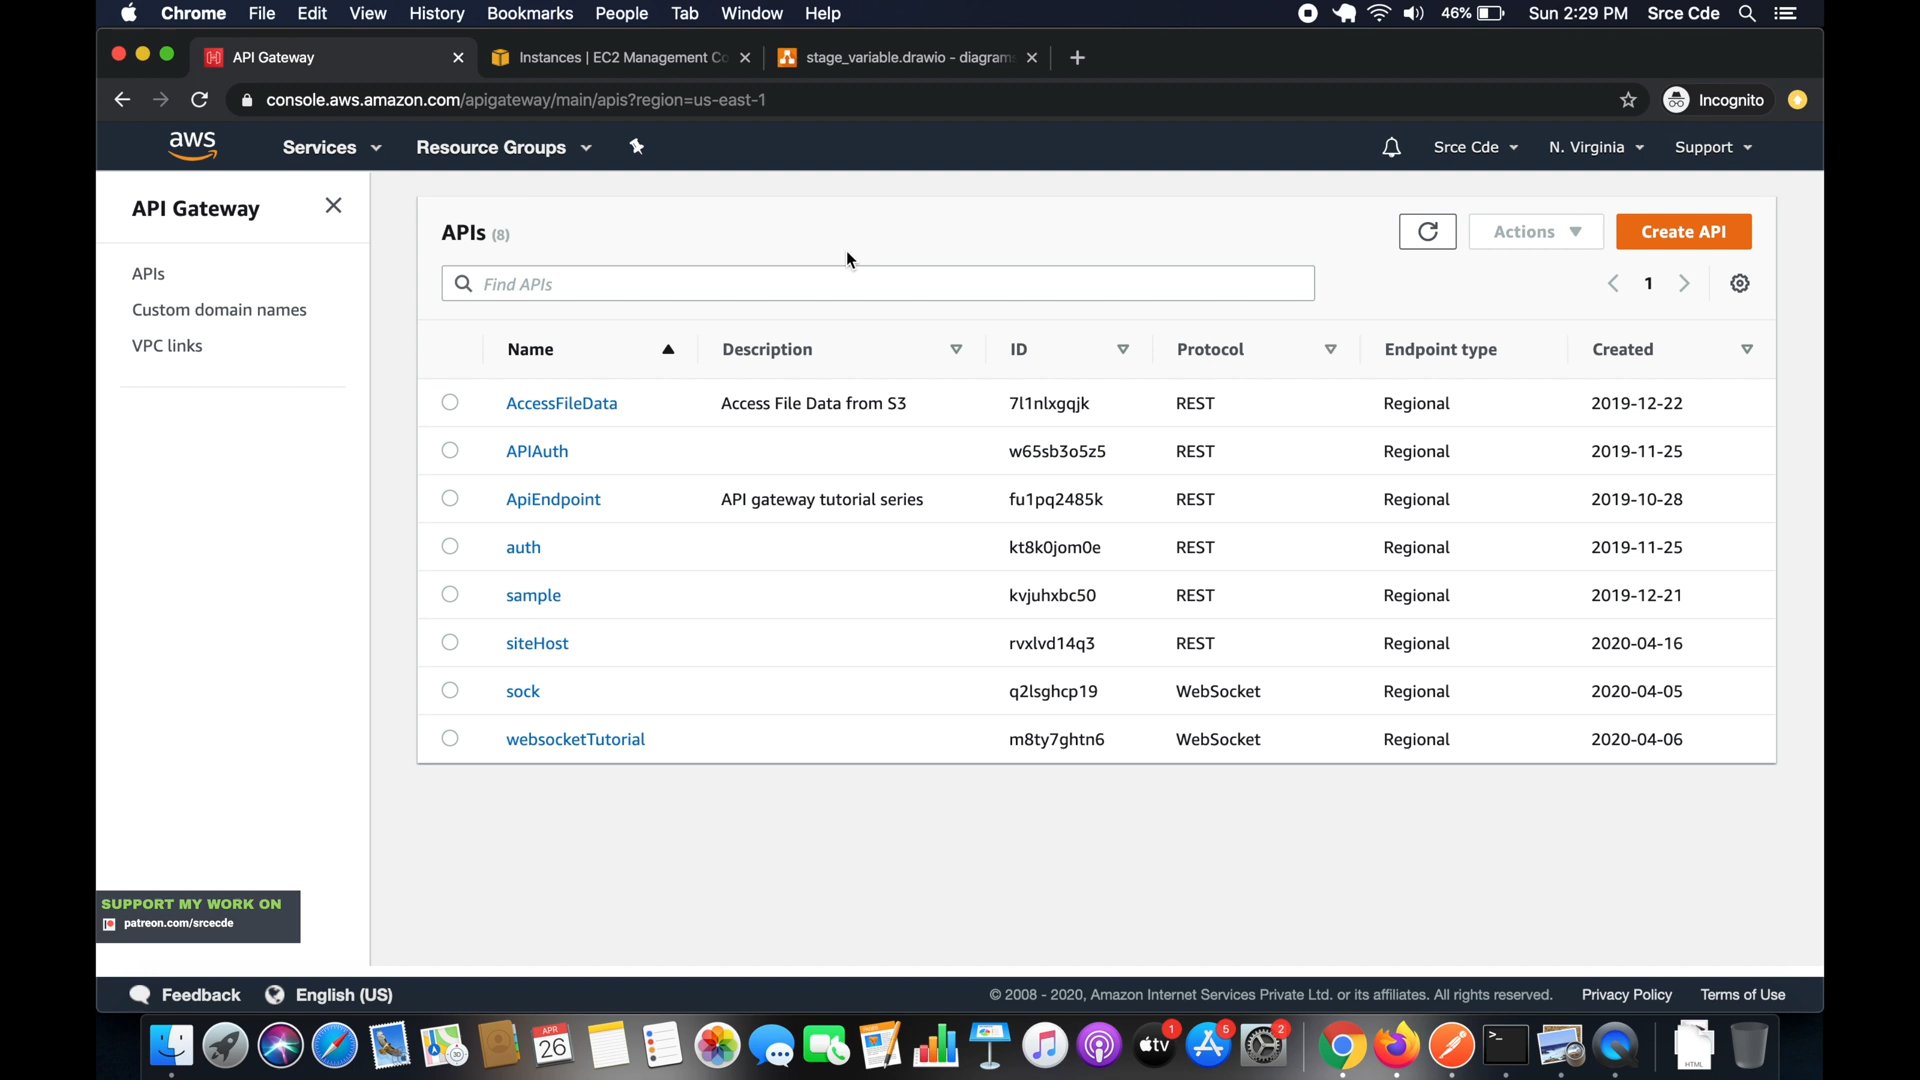 Chrome File Edit View History Bookmarks People Tab Window Help 46% Sun 2:29 PM Srce Cde
API Gateway Instances | EC2 Management Co stage_variable.drawio - diagrams
console.aws.amazon.com/apigateway/main/apis?region=us-east-1 Incognito
aws Services Resource Groups Srce Cde N. Virginia Support
API Gateway
APIs
Custom domain names
VPC links
APIs (8) Actions Create API
Find APIs 1
Name Description ID Protocol Endpoint type Created
AccessFileData Access File Data from S3 7l1nlxgqjk REST Regional 2019-12-22
APIAuth w65sb3o5z5 REST Regional 2019-11-25
ApiEndpoint API gateway tutorial series fu1pq2485k REST Regional 2019-10-28
auth kt8k0jom0e REST Regional 2019-11-25
sample kvjuhxbc50 REST Regional 2019-12-21
siteHost rvxlvd14q3 REST Regional 2020-04-16
sock q2lsghcp19 WebSocket Regional 2020-04-05
websocketTutorial m8ty7ghtn6 WebSocket Regional 2020-04-06
SUPPORT MY WORK ON
patreon.com/srcecde
Feedback English (US) © 2008 - 2020, Amazon Internet Services Private Ltd. or its affiliates. All rights reserved. Privacy Policy Terms of Use
APR
26
tv 1 5 2
HTML